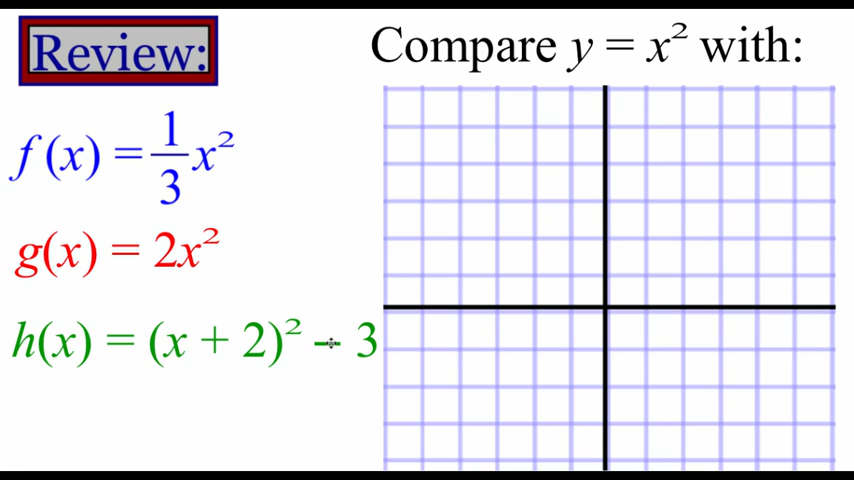 Review:
Compare y = x² with:
f(x) = 1/3 x²
g(x) = 2x²
h(x) = (x + 2)² – 3